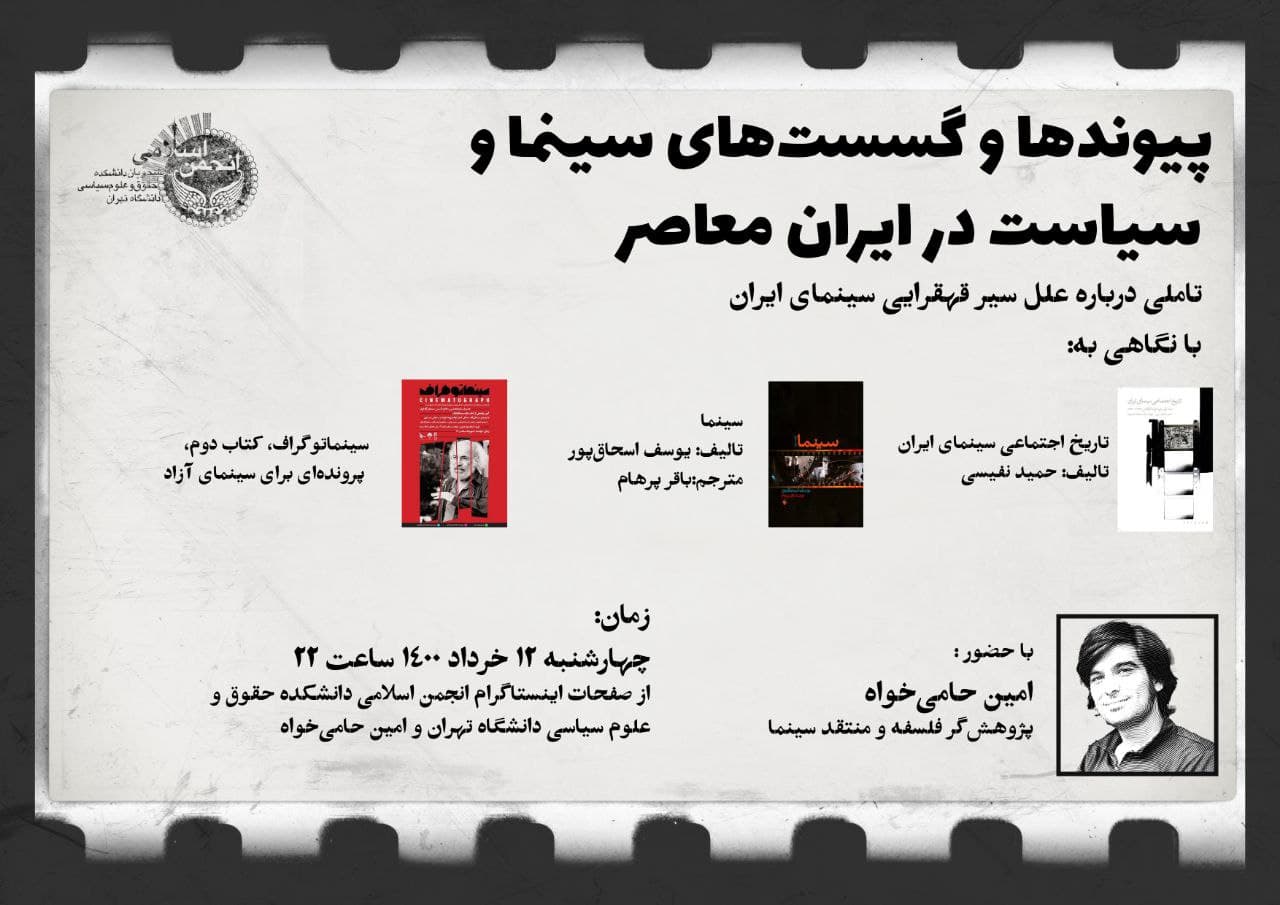 پیوندها و گسست‌های سینما و
سیاست در ایران معاصر
تاملی درباره علل سیر قهقرایی سینمای ایران
با نگاهی به:
تاریخ اجتماعی سینمای ایران
تالیف: حمید نفیسی
سینما
تالیف: یوسف اسحاق‌پور
مترجم:باقر پرهام
سینماتوگراف، کتاب دوم،
پرونده‌ای برای سینمای آزاد
با حضور :
امین حامی‌خواه
پژوهش‌گر فلسفه و منتقد سینما
زمان:
چهارشنبه ۱۲ خرداد ۱۴۰۰ ساعت ۲۲
از صفحات اینستاگرام انجمن اسلامی دانشکده حقوق و
علوم سیاسی دانشگاه تهران و امین حامی‌خواه
انجمن اسلامی
دانشکده
حقوق و علوم سیاسی
دانشگاه تهران
سینماتوگراف
CINEMATOGRAPH
سینما
تاریخ اجتماعی سینمای ایران